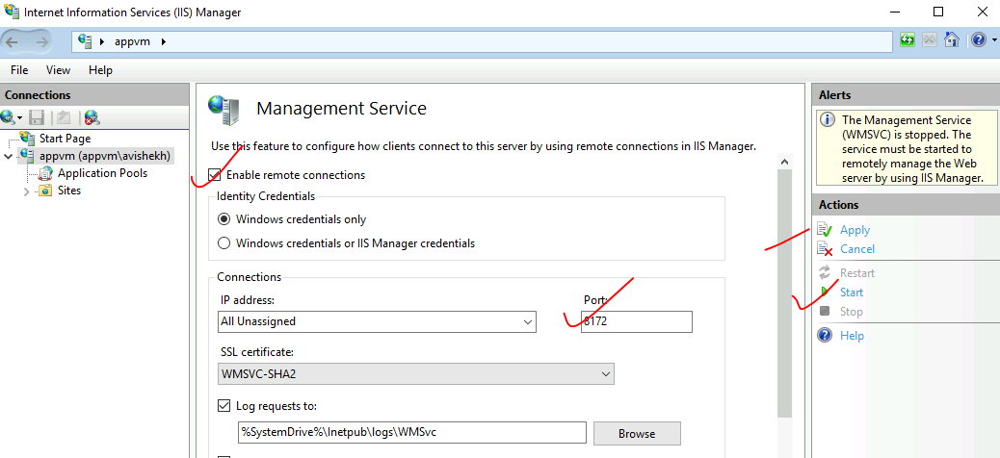 Internet Information Services (IIS) Manager
appvm
File View Help
Connections
Start Page
appvm (appvm\avishekh)
Application Pools
Sites
Management Service
Use this feature to configure how clients connect to this server by using remote connections in IIS Manager.
Enable remote connections
Identity Credentials
Windows credentials only
Windows credentials or IIS Manager credentials
Connections
IP address:
Port:
All Unassigned
8172
SSL certificate:
WMSVC-SHA2
Log requests to:
%SystemDrive%\Inetpub\logs\WMSvc
Browse
Alerts
The Management Service
(WMSVC) is stopped. The
service must be started to
remotely manage the Web
server by using IIS Manager.
Actions
Apply
Cancel
Restart
Start
Stop
Help